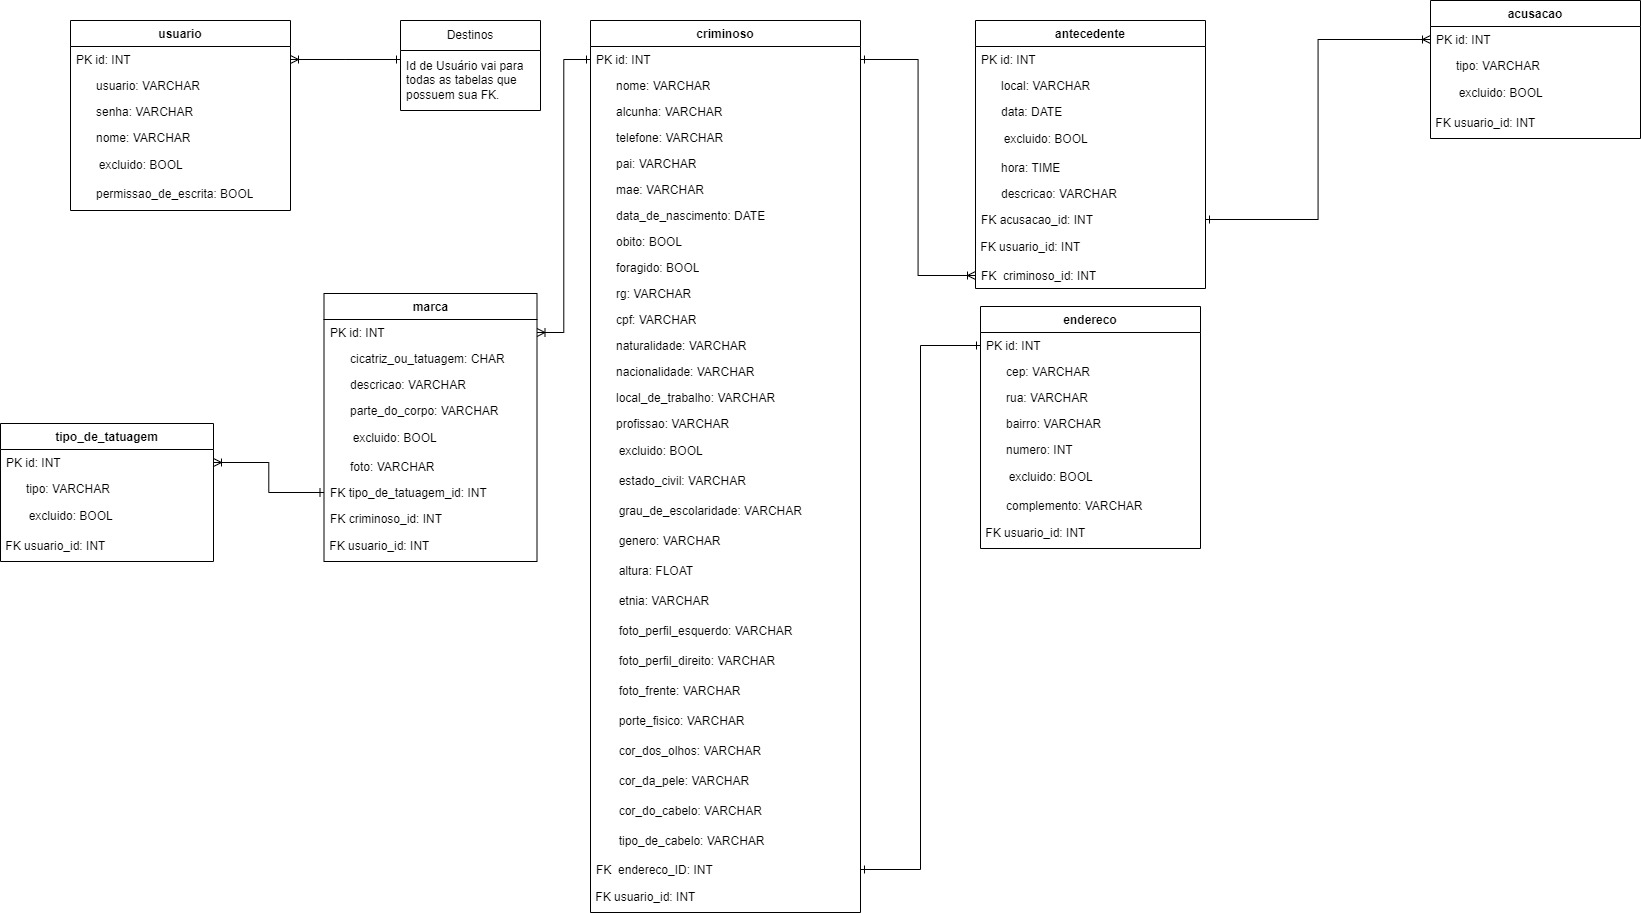 usuario
PK id: INT
usuario: VARCHAR
senha: VARCHAR
nome: VARCHAR
excluido: BOOL
permissao_de_escrita: BOOL
Destinos
Id de Usuário vai para
todas as tabelas que
possuem sua FK.
tipo_de_tatuagem
PK id: INT
tipo: VARCHAR
excluido: BOOL
FK usuario_id: INT
marca
PK id: INT
cicatriz_ou_tatuagem: CHAR
descricao: VARCHAR
parte_do_corpo: VARCHAR
excluido: BOOL
foto: VARCHAR
FK tipo_de_tatuagem_id: INT
FK criminoso_id: INT
FK usuario_id: INT
criminoso
PK id: INT
nome: VARCHAR
alcunha: VARCHAR
telefone: VARCHAR
pai: VARCHAR
mae: VARCHAR
data_de_nascimento: DATE
obito: BOOL
foragido: BOOL
rg: VARCHAR
cpf: VARCHAR
naturalidade: VARCHAR
nacionalidade: VARCHAR
local_de_trabalho: VARCHAR
profissao: VARCHAR
excluido: BOOL
estado_civil: VARCHAR
grau_de_escolaridade: VARCHAR
genero: VARCHAR
altura: FLOAT
etnia: VARCHAR
foto_perfil_esquerdo: VARCHAR
foto_perfil_direito: VARCHAR
foto_frente: VARCHAR
porte_fisico: VARCHAR
cor_dos_olhos: VARCHAR
cor_da_pele: VARCHAR
cor_do_cabelo: VARCHAR
tipo_de_cabelo: VARCHAR
FK endereco_ID: INT
FK usuario_id: INT
antecedente
PK id: INT
local: VARCHAR
data: DATE
excluido: BOOL
hora: TIME
descricao: VARCHAR
FK acusacao_id: INT
FK usuario_id: INT
FK criminoso_id: INT
endereco
PK id: INT
cep: VARCHAR
rua: VARCHAR
bairro: VARCHAR
numero: INT
excluido: BOOL
complemento: VARCHAR
FK usuario_id: INT
acusacao
PK id: INT
tipo: VARCHAR
excluido: BOOL
FK usuario_id: INT